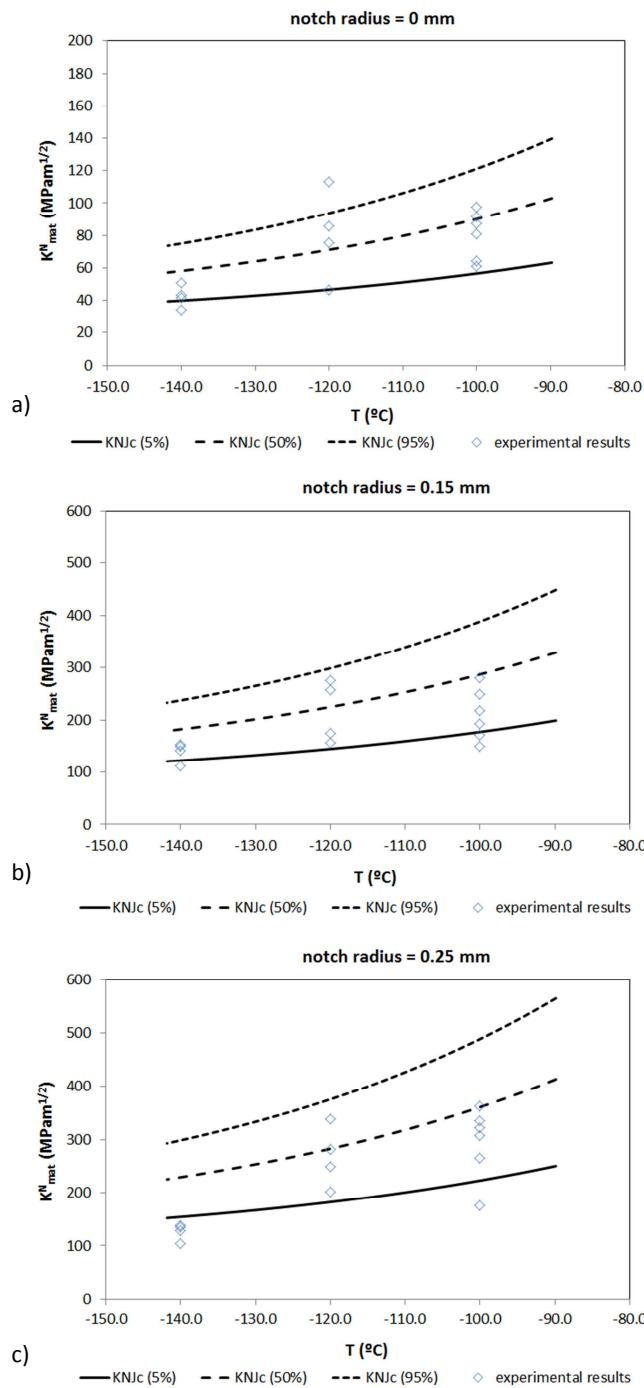 notch radius = 0 mm
200
180
160
140
120
100
80
60
40
20
0
K^N_mat (MPam^1/2)
-150.0 -140.0 -130.0 -120.0 -110.0 -100.0 -90.0 -80.0
T (ºC)
a)
KNJc (5%) KNJc (50%) KNJc (95%) experimental results
notch radius = 0.15 mm
600
500
400
300
200
100
0
K^N_mat (MPam^1/2)
-150.0 -140.0 -130.0 -120.0 -110.0 -100.0 -90.0 -80.0
T (ºC)
b)
KNJc (5%) KNJc (50%) KNJc (95%) experimental results
notch radius = 0.25 mm
600
500
400
300
200
100
0
K^N_mat (MPam^1/2)
-150.0 -140.0 -130.0 -120.0 -110.0 -100.0 -90.0 -80.0
T (ºC)
c)
KNJc (5%) KNJc (50%) KNJc (95%) experimental results